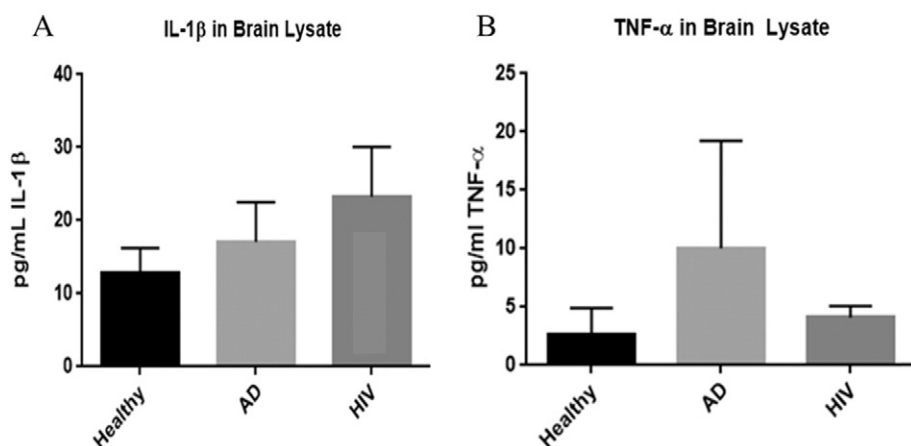 A
IL-1β in Brain Lysate
pg/mL IL-1β
40
30
20
10
0
Healthy
AD
HIV
B
TNF-α in Brain Lysate
pg/ml TNF-α
25
20
15
10
5
0
Healthy
AD
HIV